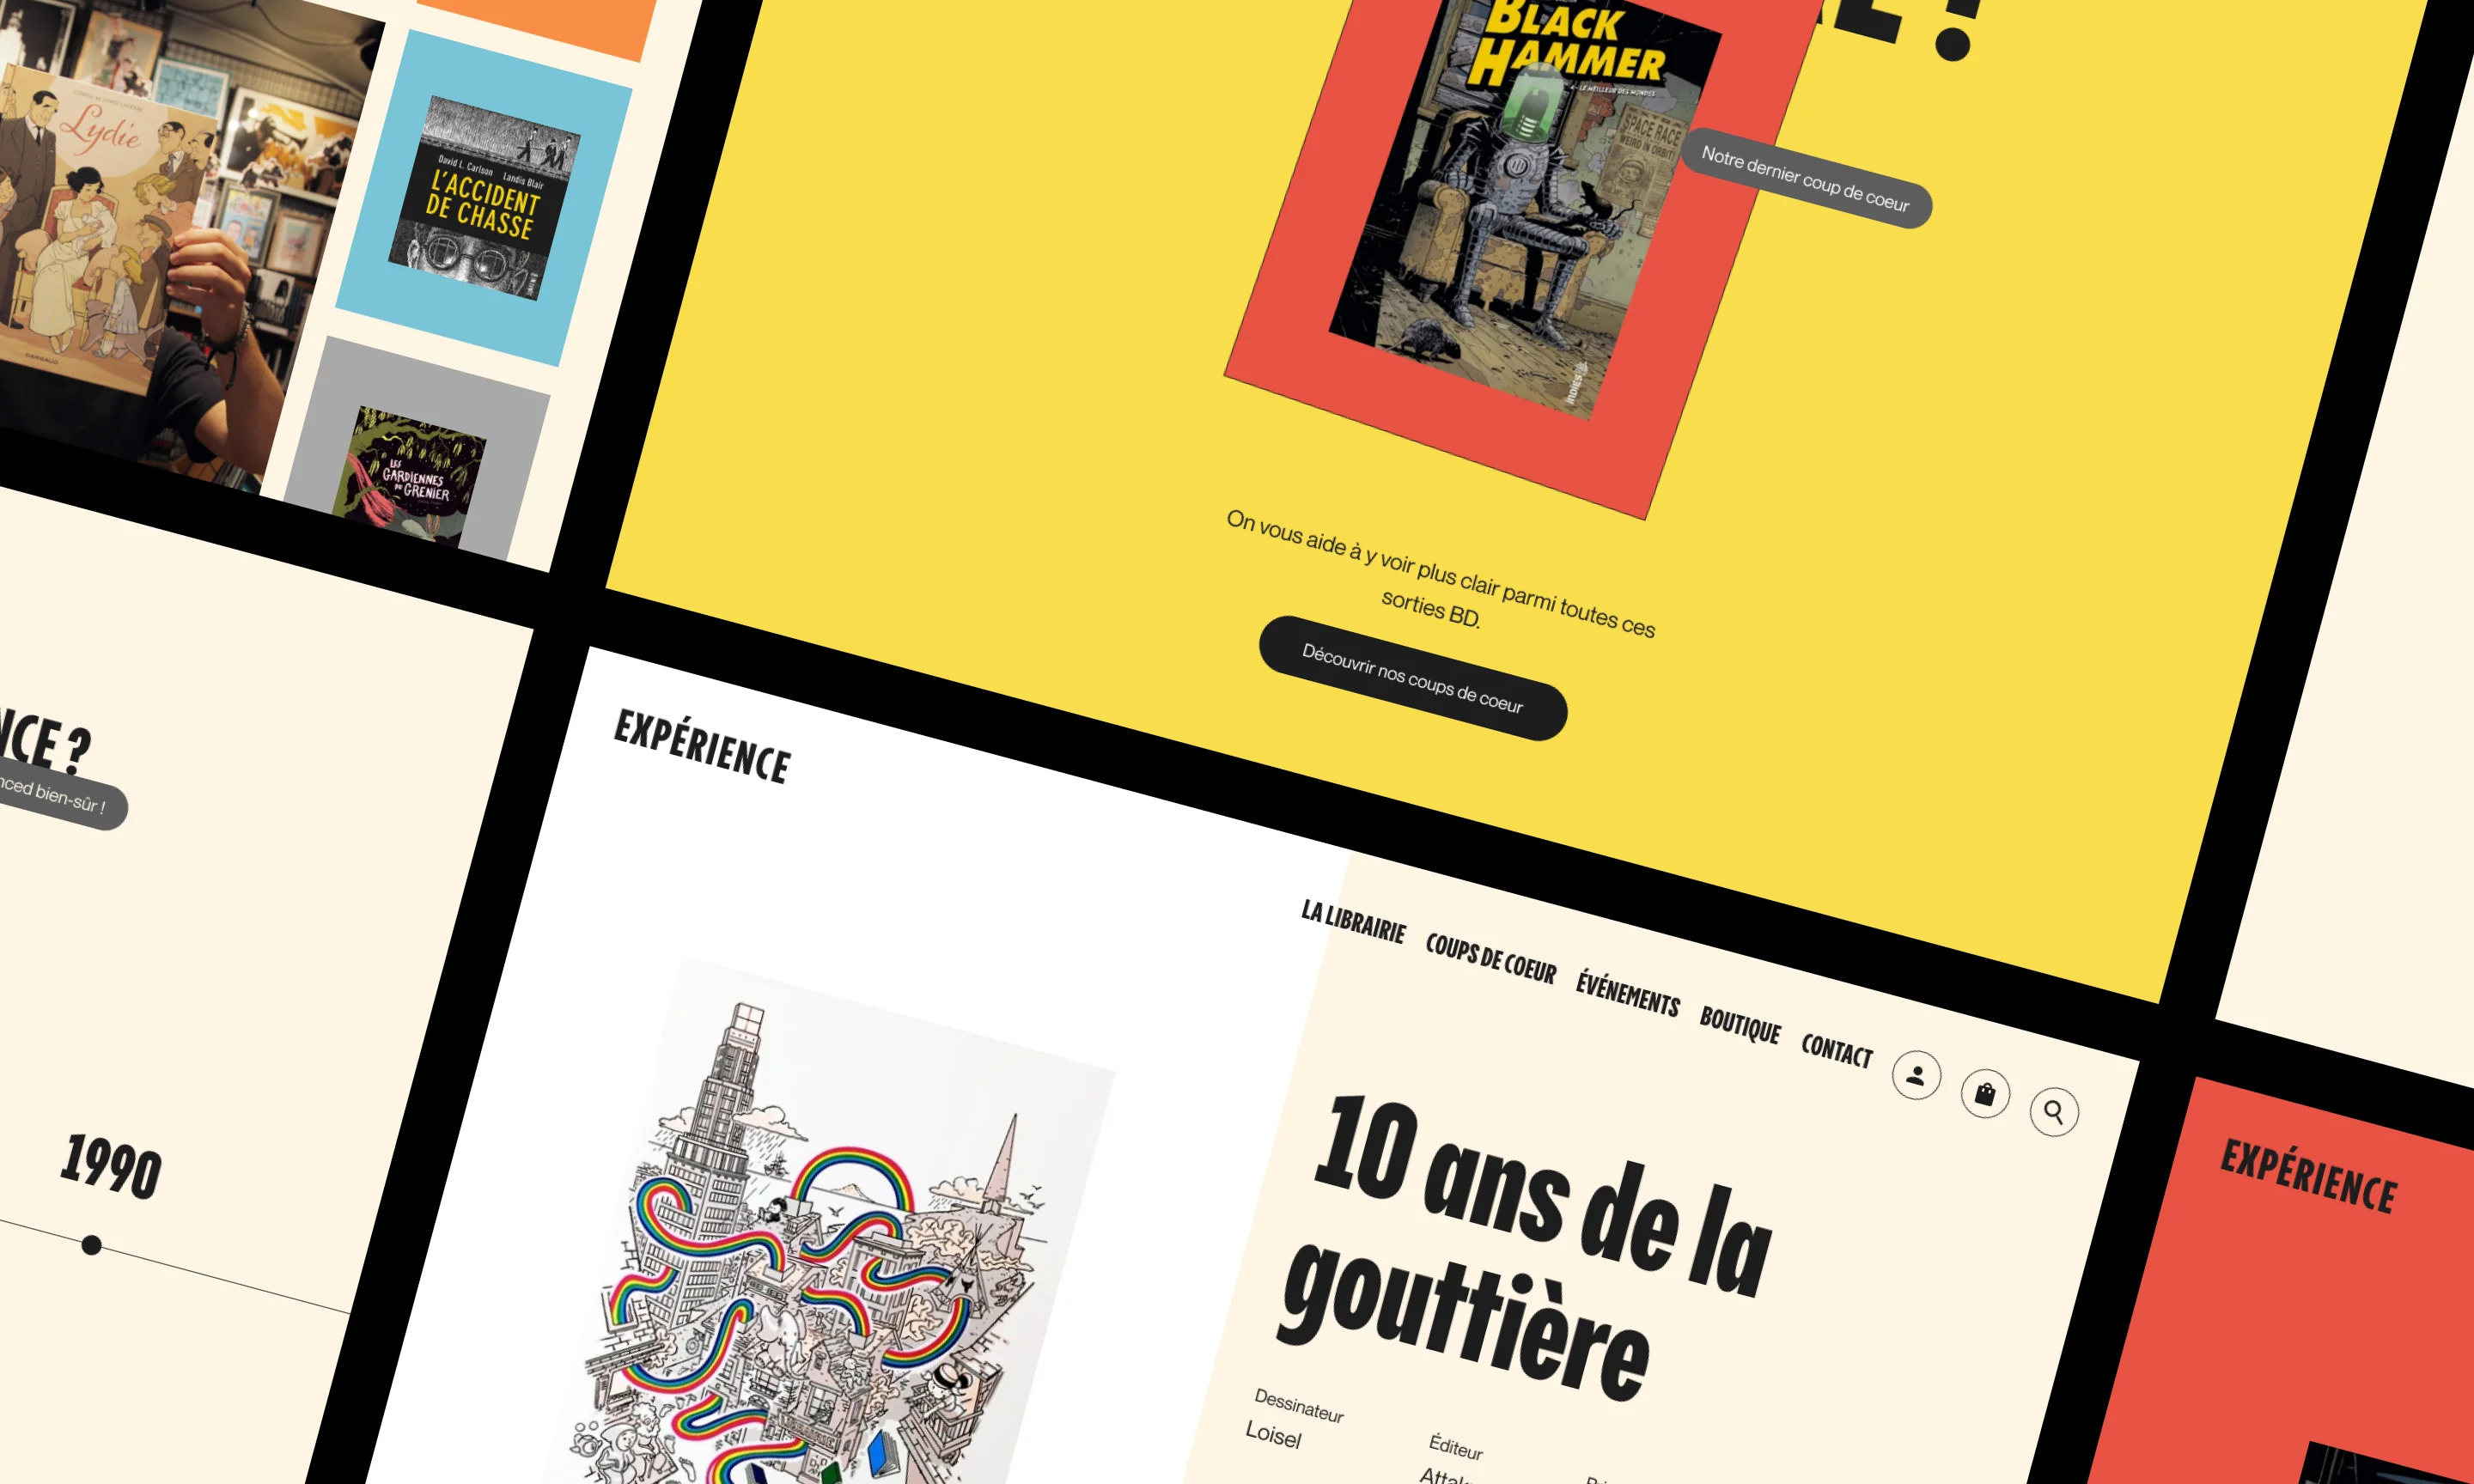 Lydie
DARGAUD
David L. Carlson Landis Blair
L'ACCIDENT
DE CHASSE
LES
GARDIENNES
DU GRENIER
BLACK
HAMMER
4 - LE MEILLEUR DES MONDES
SPACE RACE
WEIRD IN ORBIT!
INDIES
Notre dernier coup de coeur
On vous aide à y voir plus clair parmi toutes ces
sorties BD.
Découvrir nos coups de coeur
NCE ?
nced bien-sûr !
1990
EXPÉRIENCE
LA LIBRAIRIE COUPS DE COEUR ÉVÉNEMENTS BOUTIQUE CONTACT
10 ans de la
gouttière
Dessinateur
Loisel
Éditeur
LIBRAIRIE
EXPÉRIENCE